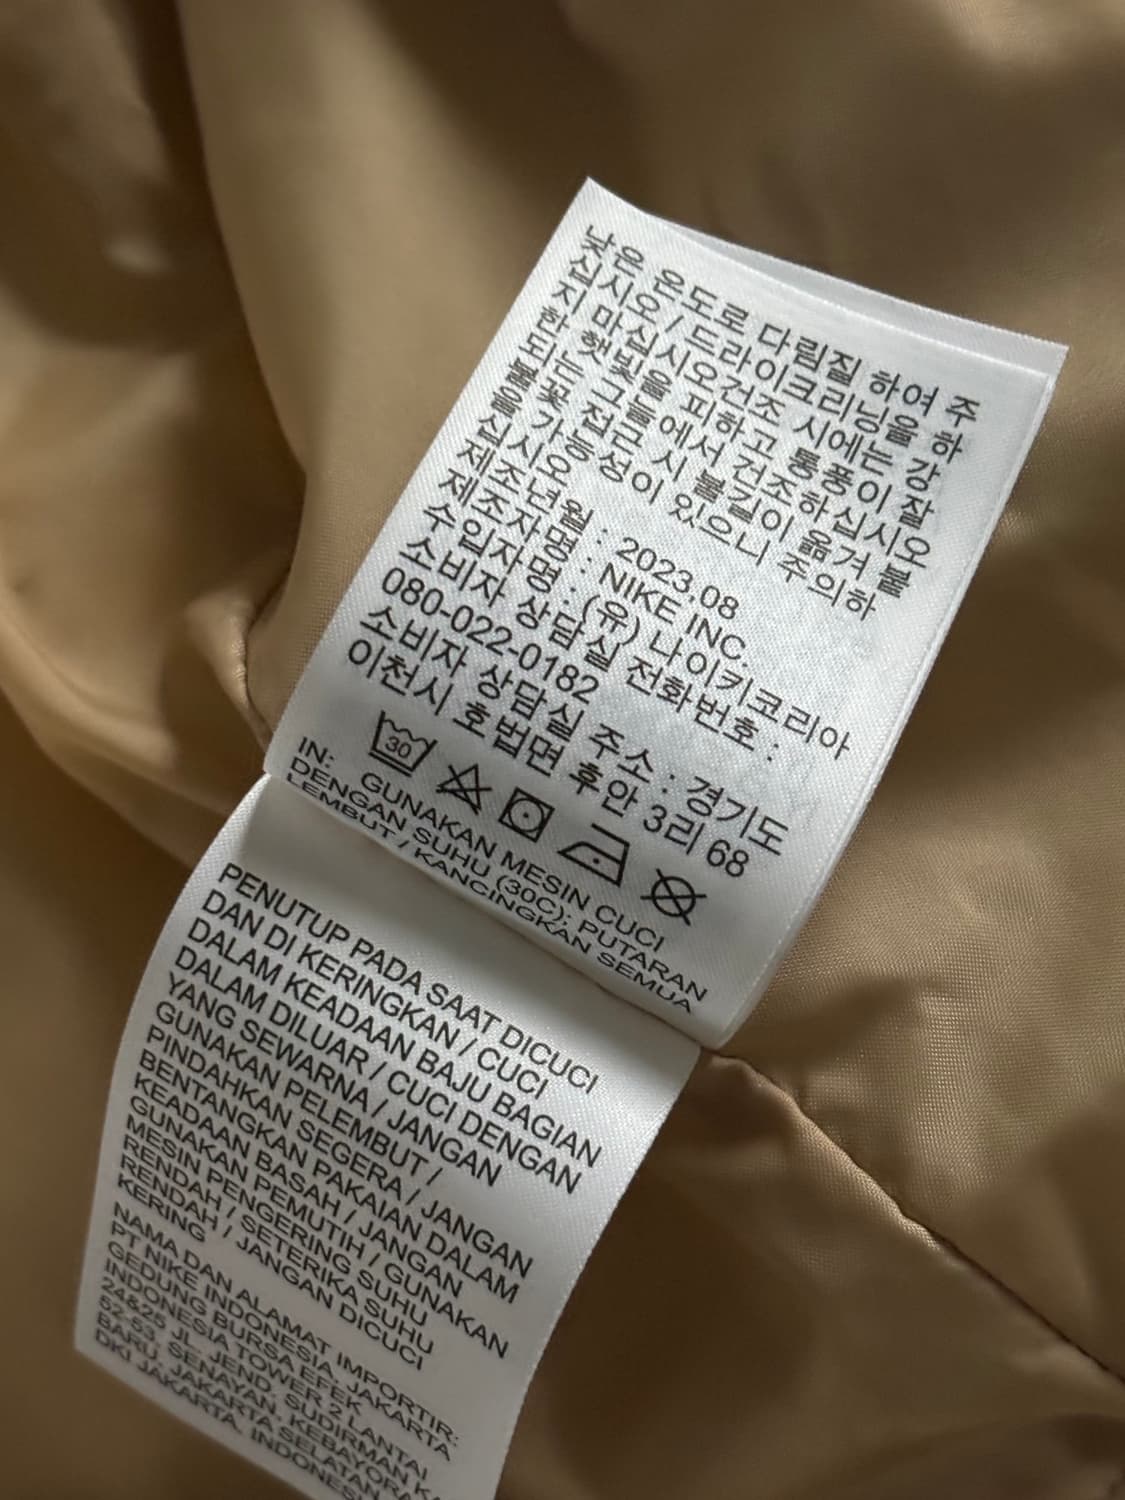 낮은 온도로 다림질 하여 주
십시오 / 드라이크리닝을 하
지 마십시오건조 시에는 강
한 햇빛을 피하고 통풍이 잘
되는 그늘에서 건조하십시오
불꽃 접근 시 불길이 옮겨 붙
을 가능성이 있으니 주의하
십시오
제조년월 : 2023.08
제조자명 : NIKE INC.
수입자명 : (유) 나이키코리아
소비자 상담실 전화번호 :
080-022-0182
소비자 상담실 주소 : 경기도
이천시 호법면 후안 3리 68
30
IN: GUNAKAN MESIN CUCI
DENGAN SUHU (30C); PUTARAN
LEMBUT / KANCINGKAN SEMUA
PENUTUP PADA SAAT DICUCI
DAN DI KERINGKAN / CUCI
DALAM KEADAAN BAJU BAGIAN
DALAM DILUAR / CUCI DENGAN
YANG SEWARNA / JANGAN
GUNAKAN PELEMBUT /
PINDAHKAN SEGERA / JANGAN
BENTANGKAN PAKAIAN DALAM
KEADAAN BASAH / JANGAN
GUNAKAN PEMUTIH / GUNAKAN
MESIN PENGERING SUHU
RENDAH / SETERIKA SUHU
RENDAH / JANGAN DICUCI
KERING
NAMA DAN ALAMAT IMPORTIR:
PT NIKE INDONESIA, JAKARTA
GEDUNG BURSA EFEK
INDONESIA TOWER 2 LANTAI
24&25 JL. JEND. SUDIRMAN
52-53, SENAYAN, KEBAYORAN
BARU, JAKARTA SELATAN
DKI JAKARTA, INDONESIA